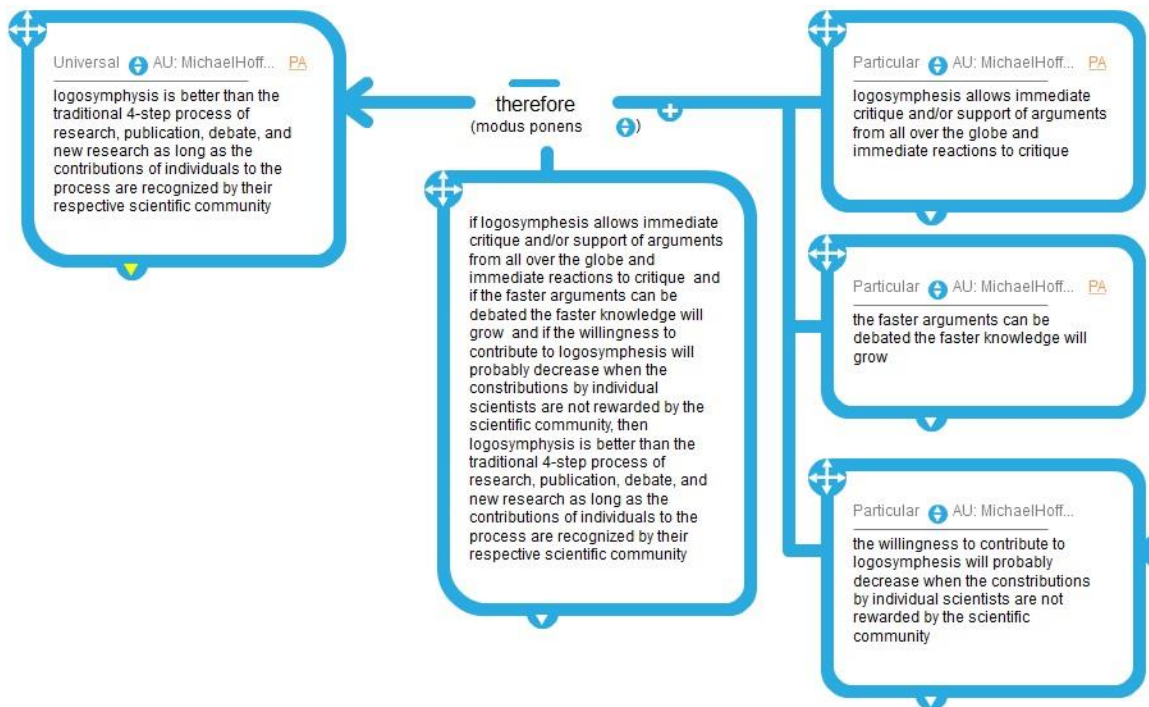 Universal AU: MichaelHoff... PA
logosymphysis is better than the
traditional 4-step process of
research, publication, debate, and
new research as long as the
contributions of individuals to the
process are recognized by their
respective scientific community
therefore
(modus ponens )
if logosymphesis allows immediate
critique and/or support of arguments
from all over the globe and
immediate reactions to critique and
if the faster arguments can be
debated the faster knowledge will
grow and if the willingness to
contribute to logosymphesis will
probably decrease when the
constributions by individual
scientists are not rewarded by the
scientific community, then
logosymphysis is better than the
traditional 4-step process of
research, publication, debate, and
new research as long as the
contributions of individuals to the
process are recognized by their
respective scientific community
Particular AU: MichaelHoff... PA
logosymphesis allows immediate
critique and/or support of arguments
from all over the globe and
immediate reactions to critique
Particular AU: MichaelHoff... PA
the faster arguments can be
debated the faster knowledge will
grow
Particular AU: MichaelHoff...
the willingness to contribute to
logosymphesis will probably
decrease when the constributions
by individual scientists are not
rewarded by the scientific
community